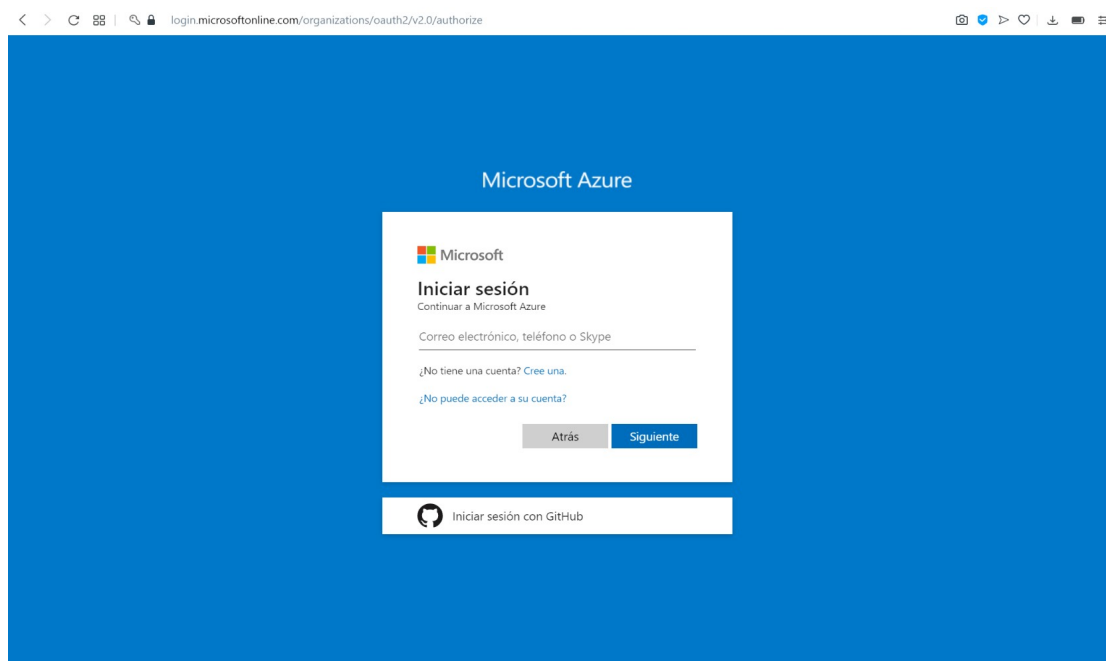 login.microsoftonline.com/organizations/oauth2/v2.0/authorize
Microsoft Azure
Microsoft
Iniciar sesión
Continuar a Microsoft Azure
Correo electrónico, teléfono o Skype
¿No tiene una cuenta? Cree una.
¿No puede acceder a su cuenta?
Atrás Siguiente
Iniciar sesión con GitHub